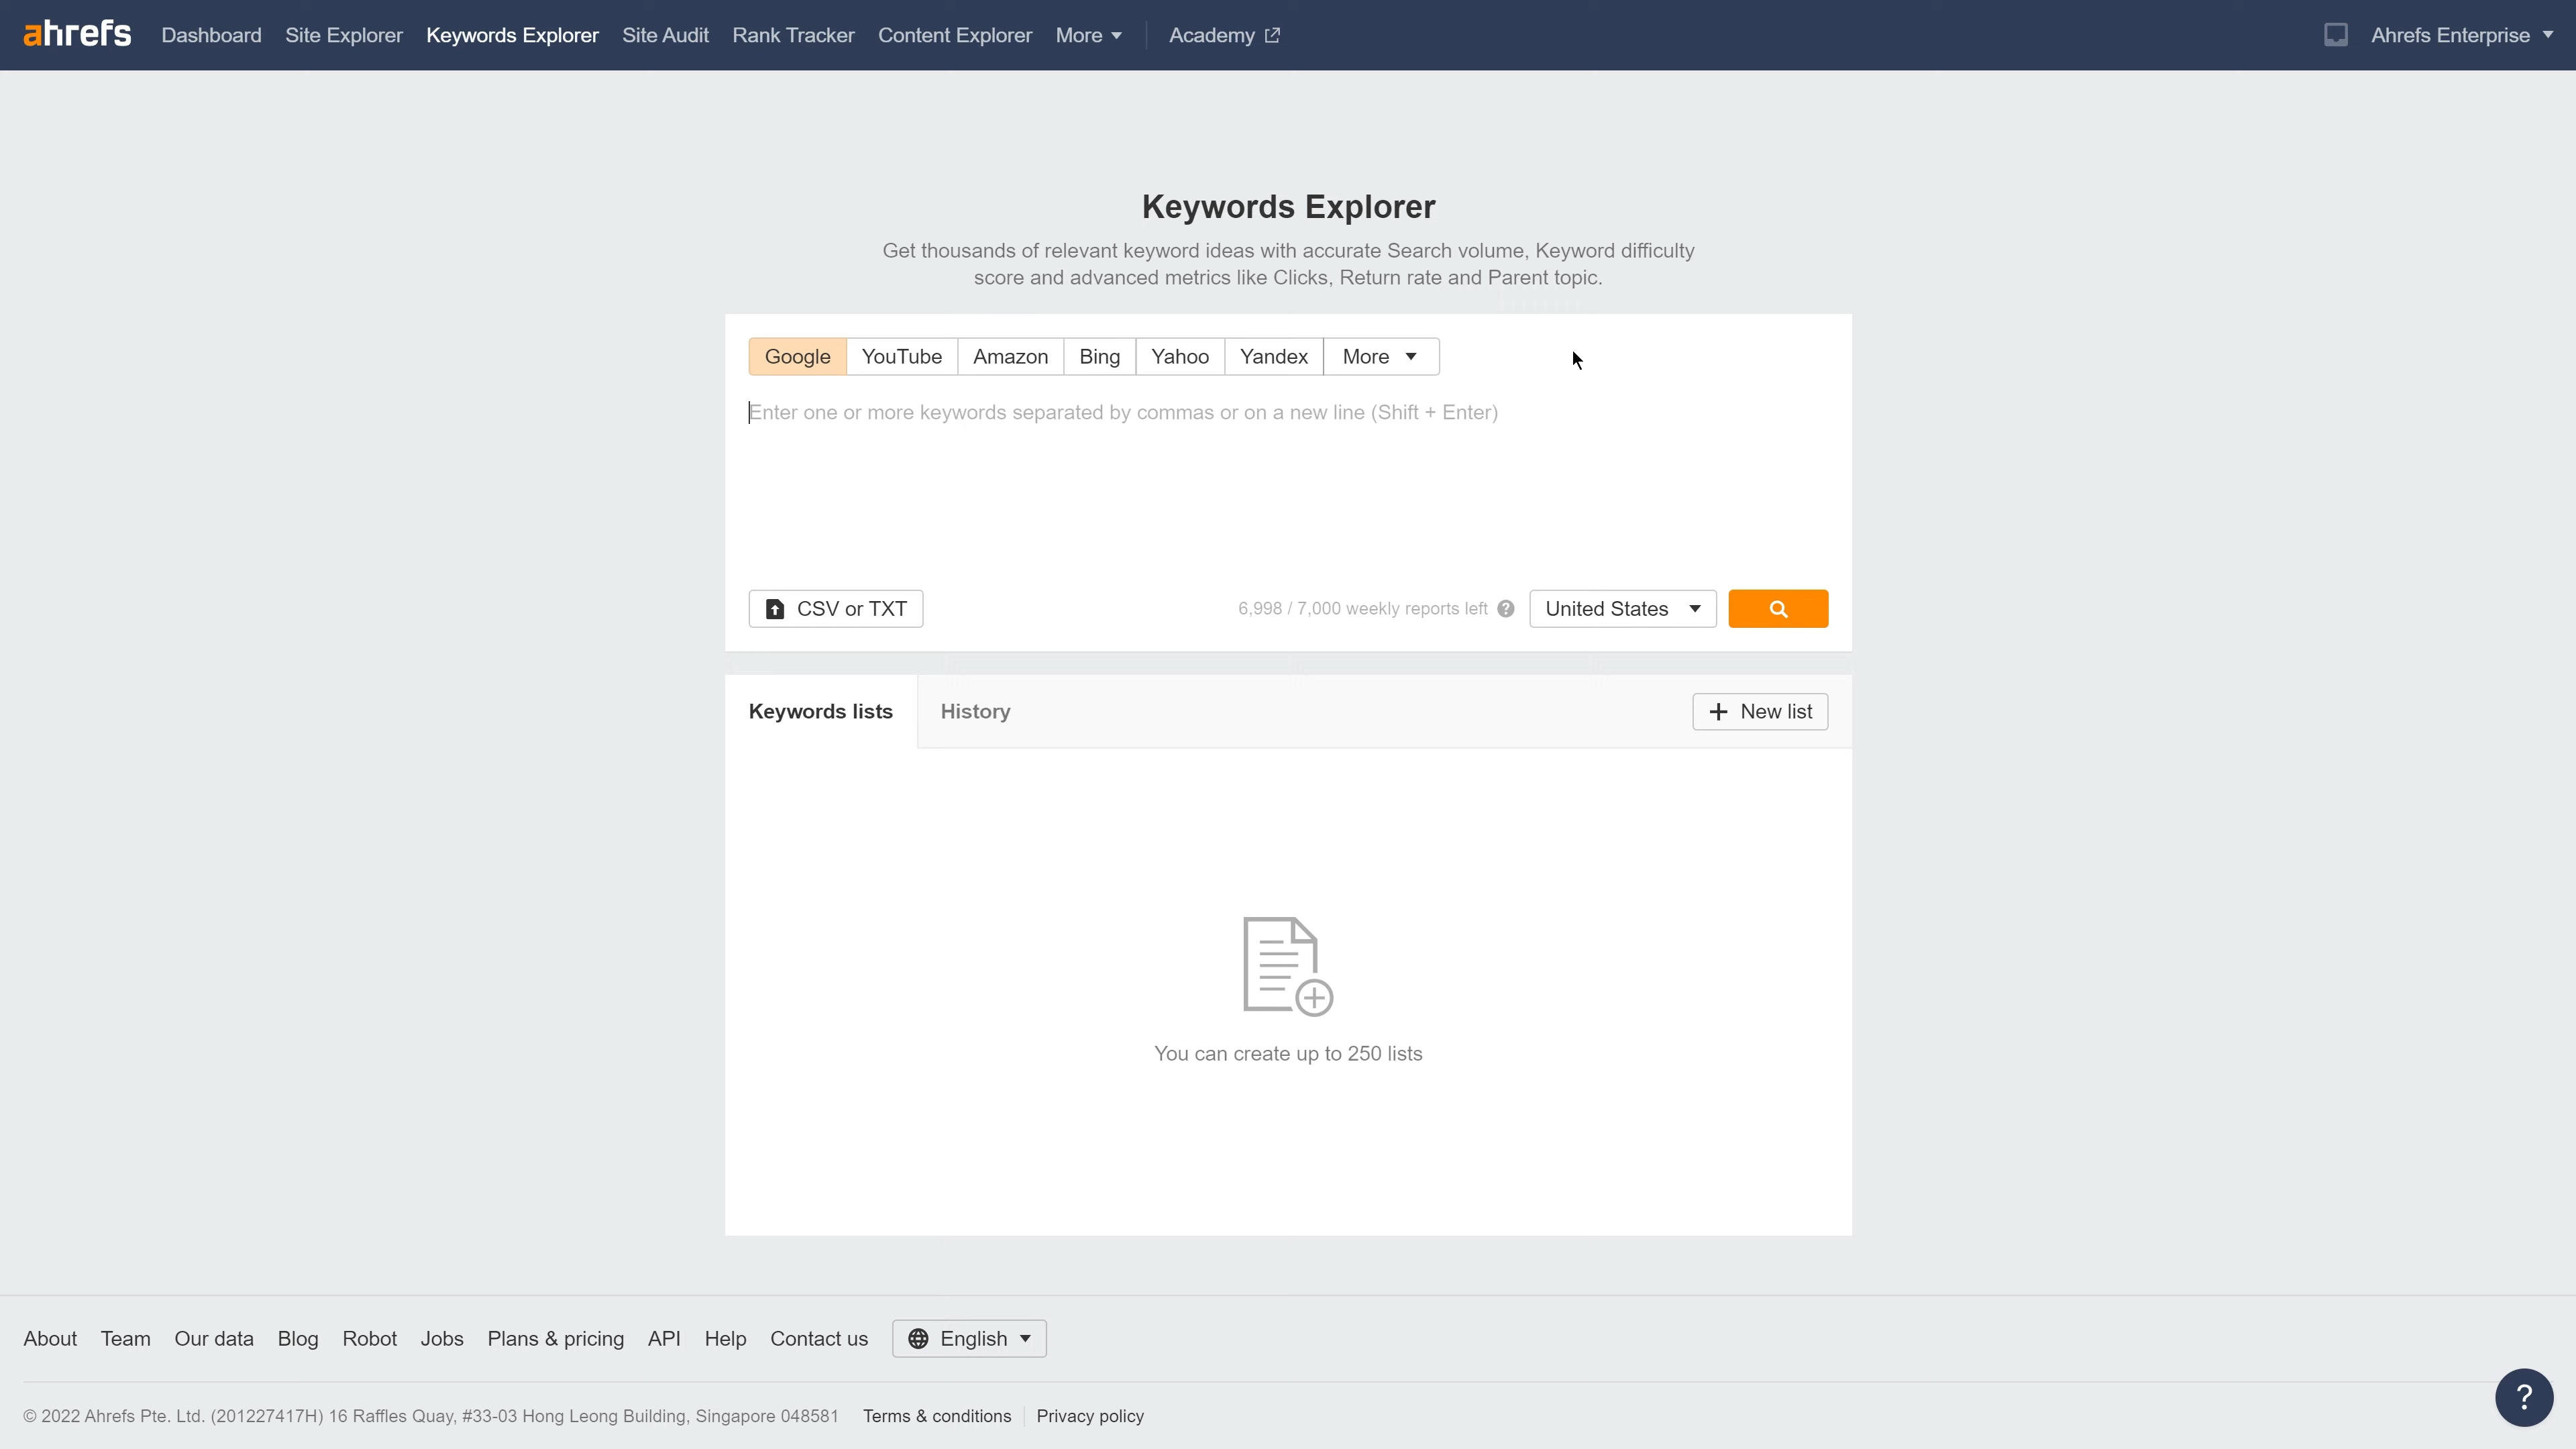 ahrefs Dashboard Site Explorer Keywords Explorer Site Audit Rank Tracker Content Explorer More Academy Ahrefs Enterprise
Keywords Explorer
Get thousands of relevant keyword ideas with accurate Search volume, Keyword difficulty
score and advanced metrics like Clicks, Return rate and Parent topic.
Google YouTube Amazon Bing Yahoo Yandex More
Enter one or more keywords separated by commas or on a new line (Shift + Enter)
CSV or TXT 6,998 / 7,000 weekly reports left ? United States
Keywords lists History + New list
You can create up to 250 lists
About Team Our data Blog Robot Jobs Plans & pricing API Help Contact us English
?
© 2022 Ahrefs Pte. Ltd. (201227417H) 16 Raffles Quay, #33-03 Hong Leong Building, Singapore 048581 Terms & conditions Privacy policy